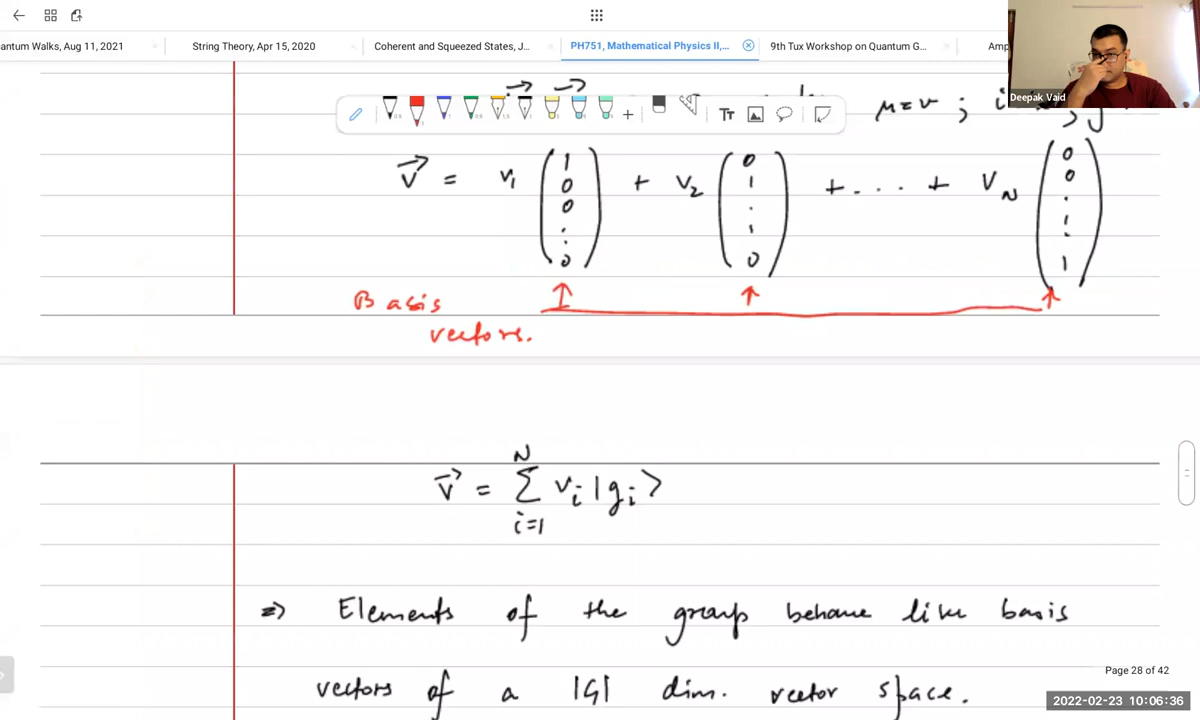 antum Walks, Aug 11, 2021
String Theory, Apr 15, 2020
Coherent and Squeezed States, J...
PH751, Mathematical Physics II,...
9th Tux Workshop on Quantum G...
Amp
Deepak Vaid
Tт
μ=ν ;
v⃗ = v₁ (1 0 0 : 0) + v₂ (0 1 . 1 0) + . . . + v_N (0 0 . : 1)
Basis
vectors.
v⃗ = Σ_{i=1}^{N} v_i |g_i⟩
⇒ Elements of the group behave like basis
vectors of a |G| dim. vector space.
Page 28 of 42
2022-02-23 10:06:36